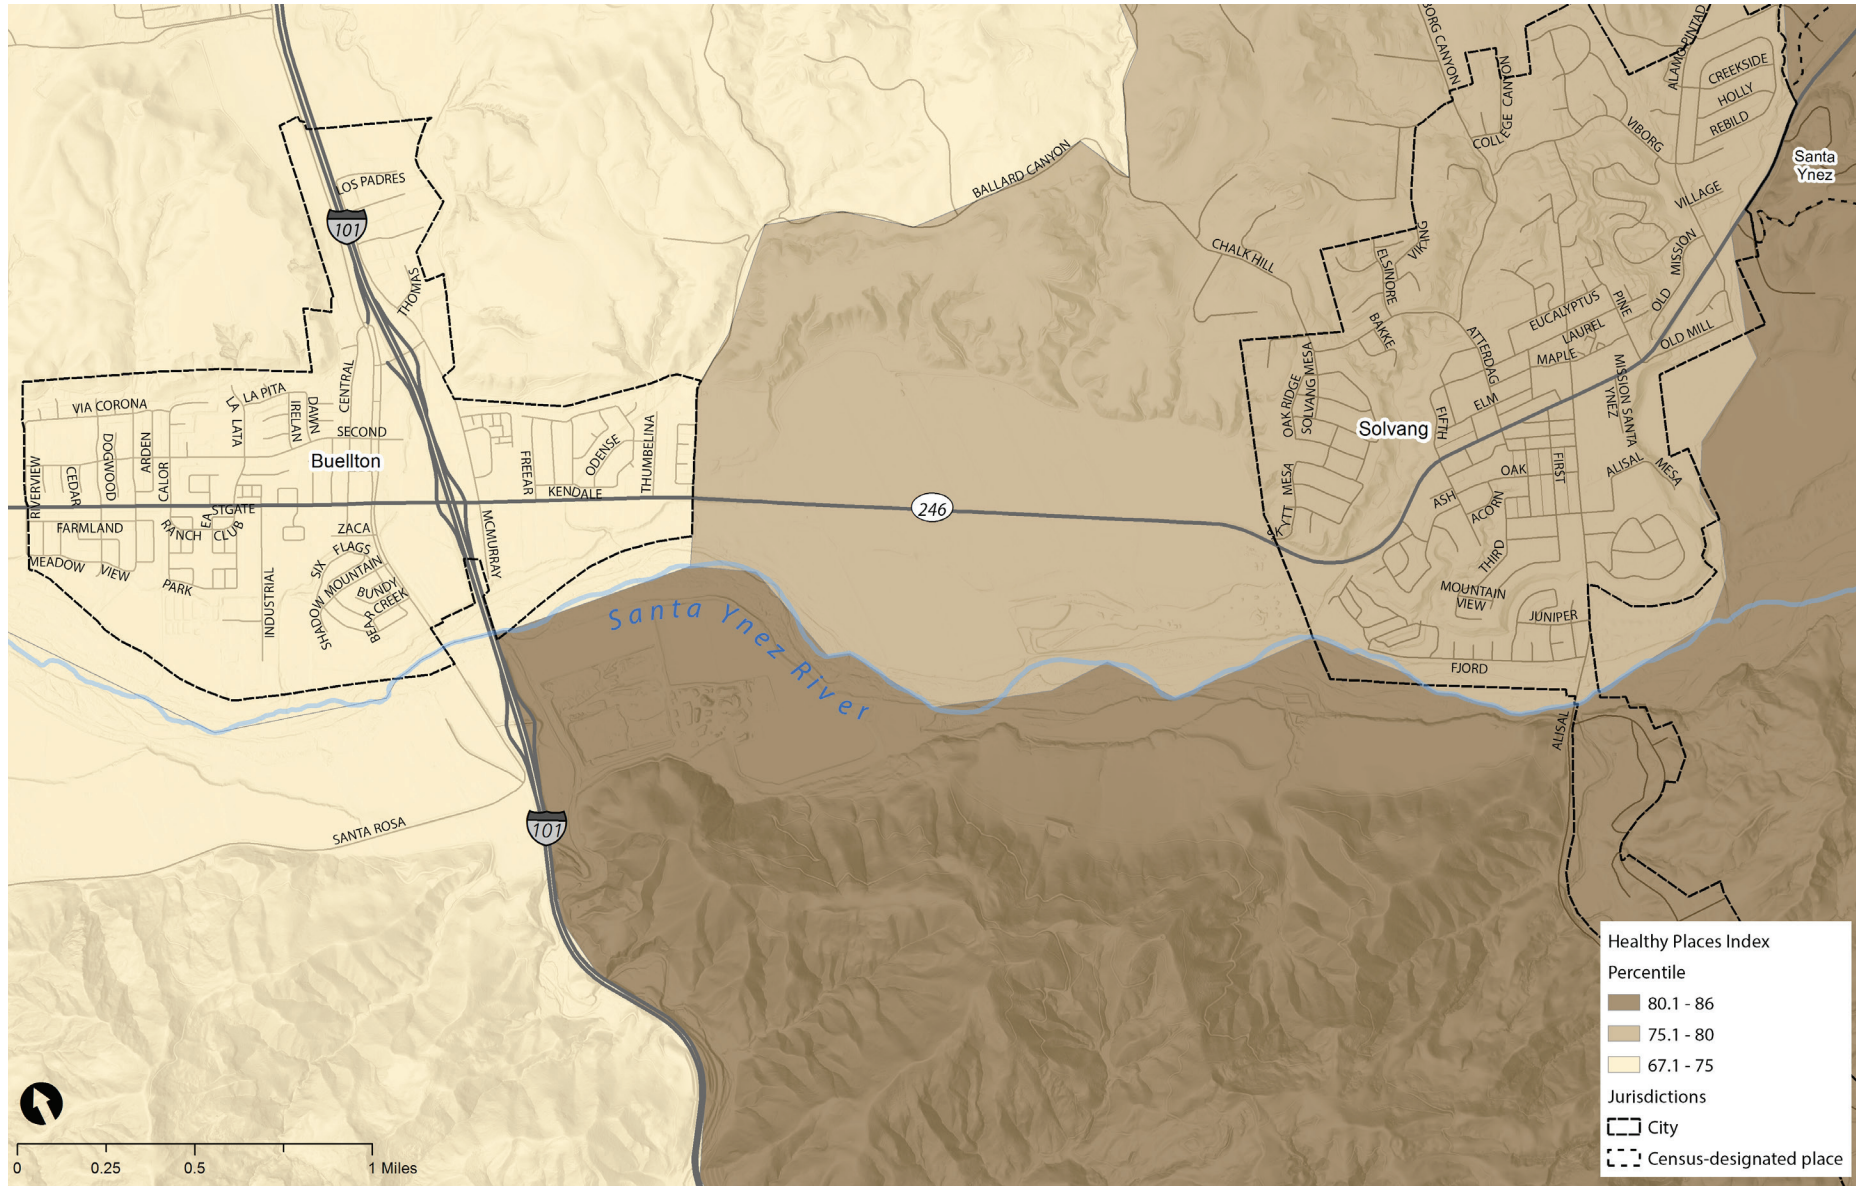 BORG CANYON
COLLEGE CANYON
ALAMO PINTAD
CREEKSIDE
HOLLY
REBILD
VIBORG
Santa
Ynez
BALLARD CANYON
LOS PADRES
101
VILLAGE
CHALK HILL
VIKING
ELSINORE
OLD MISSION
THOMAS
EUCALYPTUS
PINE
BAKKE
ATTERDAG
LAUREL
MAPLE
OLD MILL
CENTRAL
SOLVANG MESA
OAK RIDGE
MISSION SANTA
YNEZ
VIA CORONA
LA PITA
LA LATA
IRELAN
DAWN
SECOND
ELM
FIFTH
Solvang
Buellton
DOGWOOD
ARDEN
CALOR
FREEAR
ODENSE
THUMBELINA
RIVERVIEW
CEDAR
KENDALE
OAK
FIRST
ALISAL
MESA
SKYTT MESA
246
EASTGATE
RANCH CLUB
FARMLAND
ZACA
MCMURRAY
ASH
ACORN
THIRD
MEADOW VIEW
PARK
INDUSTRIAL
SIX FLAGS
SHADOW MOUNTAIN
BUNDY
BEAR CREEK
MOUNTAIN
VIEW
JUNIPER
Santa Ynez River
FJORD
ALISAL
SANTA ROSA
101
Healthy Places Index
Percentile
80.1 - 86
75.1 - 80
67.1 - 75
Jurisdictions
City
Census-designated place
0 0.25 0.5 1 Miles